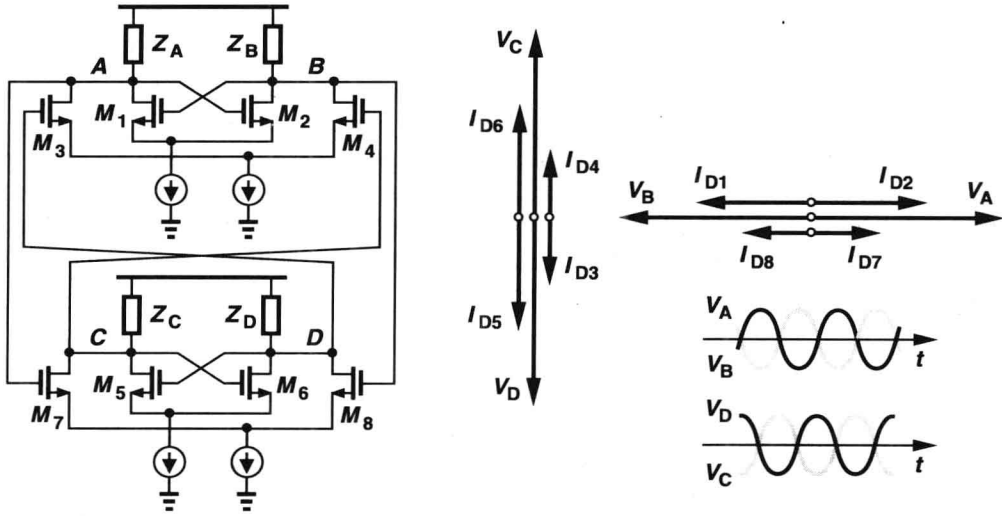 Z_A Z_B
A B
M_1 M_2
M_3 M_4
Z_C Z_D
C D
M_5 M_6
M_7 M_8
V_C
I_D6
I_D4
I_D3
I_D5
V_D
I_D1 I_D2
V_B V_A
I_D8 I_D7
V_A
V_B t
V_D
V_C t